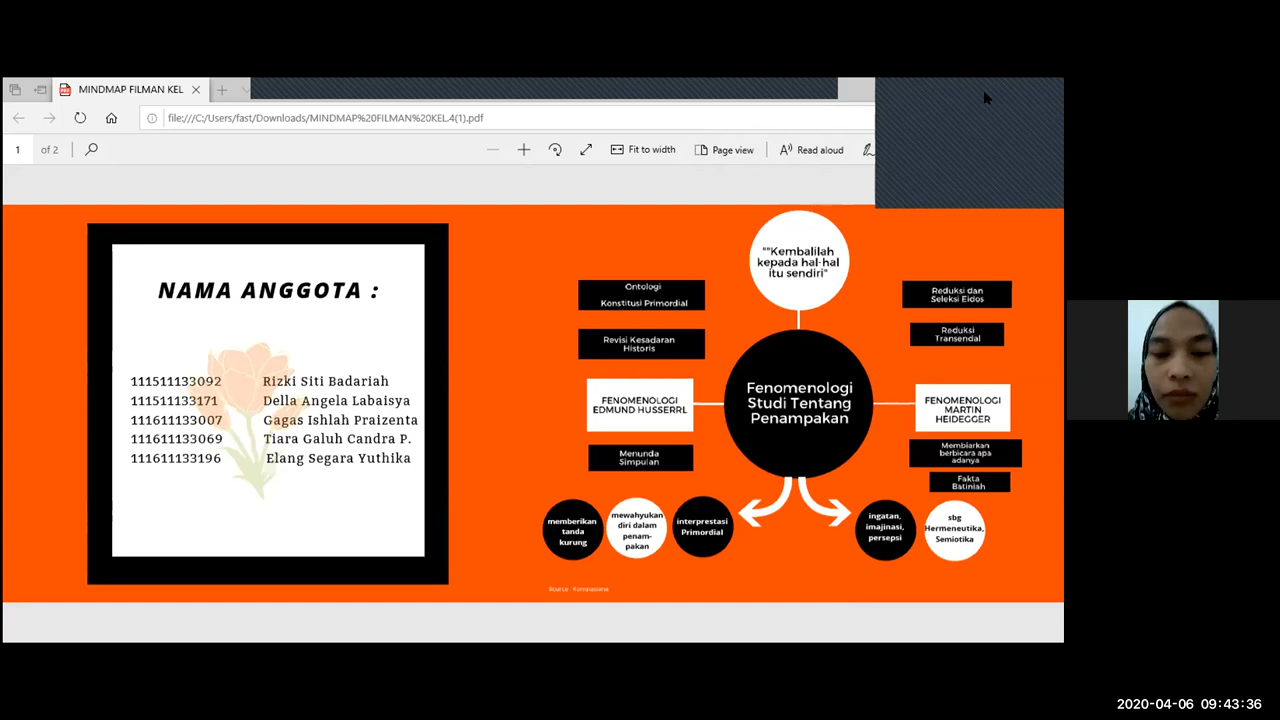 MINDMAP FILMAN KEL
file:///C:/Users/fast/Downloads/MINDMAP%20FILMAN%20KEL.4(1).pdf
1 of 2
Fit to width
Page view
Read aloud
NAMA ANGGOTA :
111511133092 Rizki Siti Badariah
111511133171 Della Angela Labaisya
111611133007 Gagas Ishlah Praizenta
111611133069 Tiara Galuh Candra P.
111611133196 Elang Segara Yuthika
""Kembalilah
kepada hal-hal
itu sendiri"
Ontologi
Konstitusi Primordial
Revisi Kesadaran
Historis
FENOMENOLOGI
EDMUND HUSSERRL
Menunda
Simpulan
Fenomenologi
Studi Tentang
Penampakan
Reduksi dan
Seleksi Eidos
Reduksi
Transendal
FENOMENOLOGI
MARTIN
HEIDEGGER
Membiarkan
berbicara apa
adanya
Fakta
Batiniah
memberikan
tanda
kurung
mewahyukan
diri dalam
penam-
pakan
interprestasi
Primordial
ingatan,
imajinasi,
persepsi
sbg
Hermeneutika,
Semiotika
Source : Kompasiana
2020-04-06 09:43:36